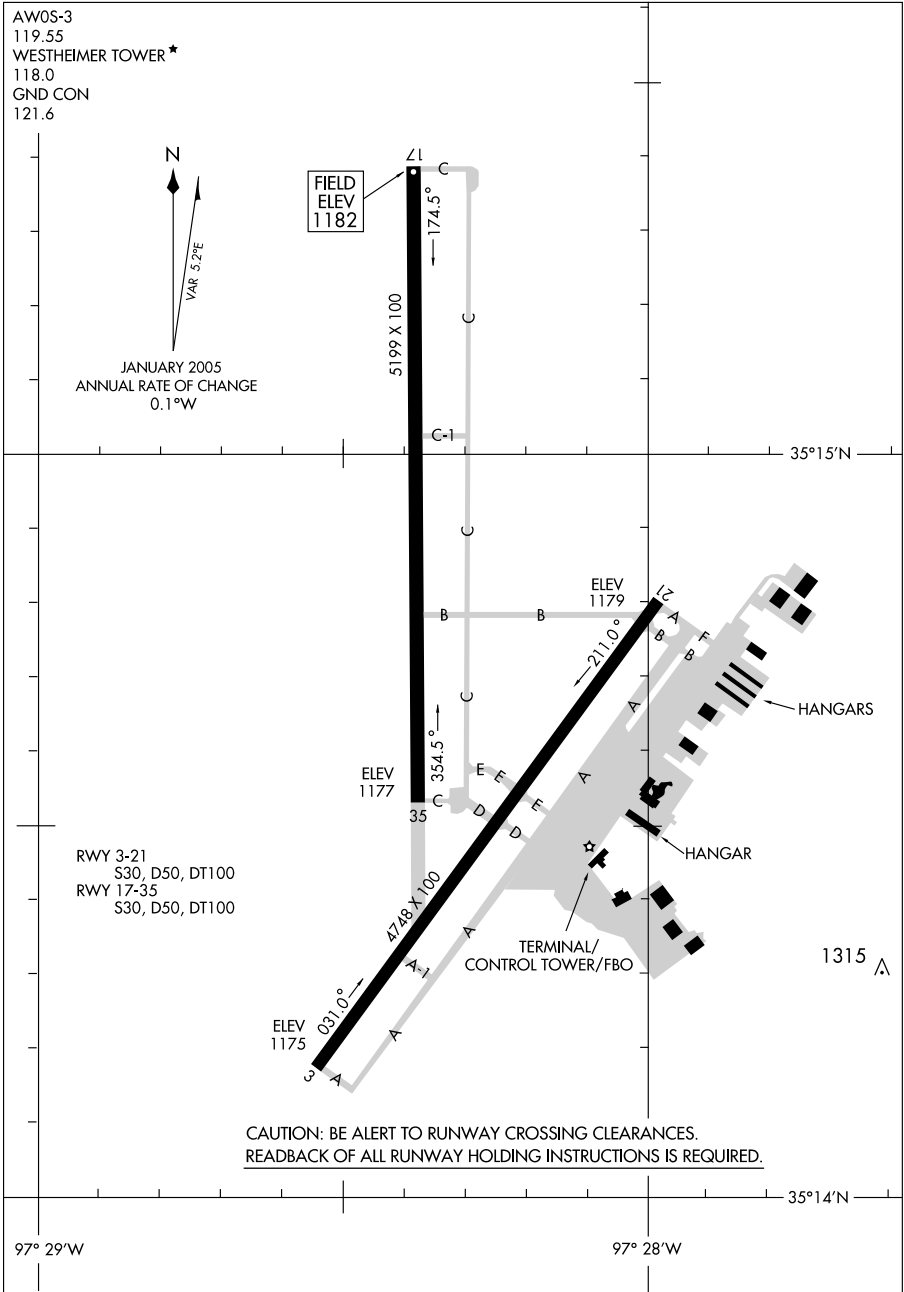 AWOS-3
119.55
WESTHEIMER TOWER
118.0
GND CON
121.6
N
VAR 5.2°E
JANUARY 2005
ANNUAL RATE OF CHANGE
0.1°W
FIELD
ELEV
1182
17
C
174.5°
5199 X 100
C
C-1
35°15'N
C
ELEV
1179
21
B
B
A
B
F
B
211.0°
C
A
HANGARS
354.5°
ELEV
1177
E
E
E
A
C
35
D
D
HANGAR
RWY 3-21
S30, D50, DT100
RWY 17-35
S30, D50, DT100
4748 X 100
A
TERMINAL/
CONTROL TOWER/FBO
1315
A-1
031.0°
ELEV
1175
A
3
A
CAUTION: BE ALERT TO RUNWAY CROSSING CLEARANCES.
READBACK OF ALL RUNWAY HOLDING INSTRUCTIONS IS REQUIRED.
35°14'N
97° 29'W
97° 28'W